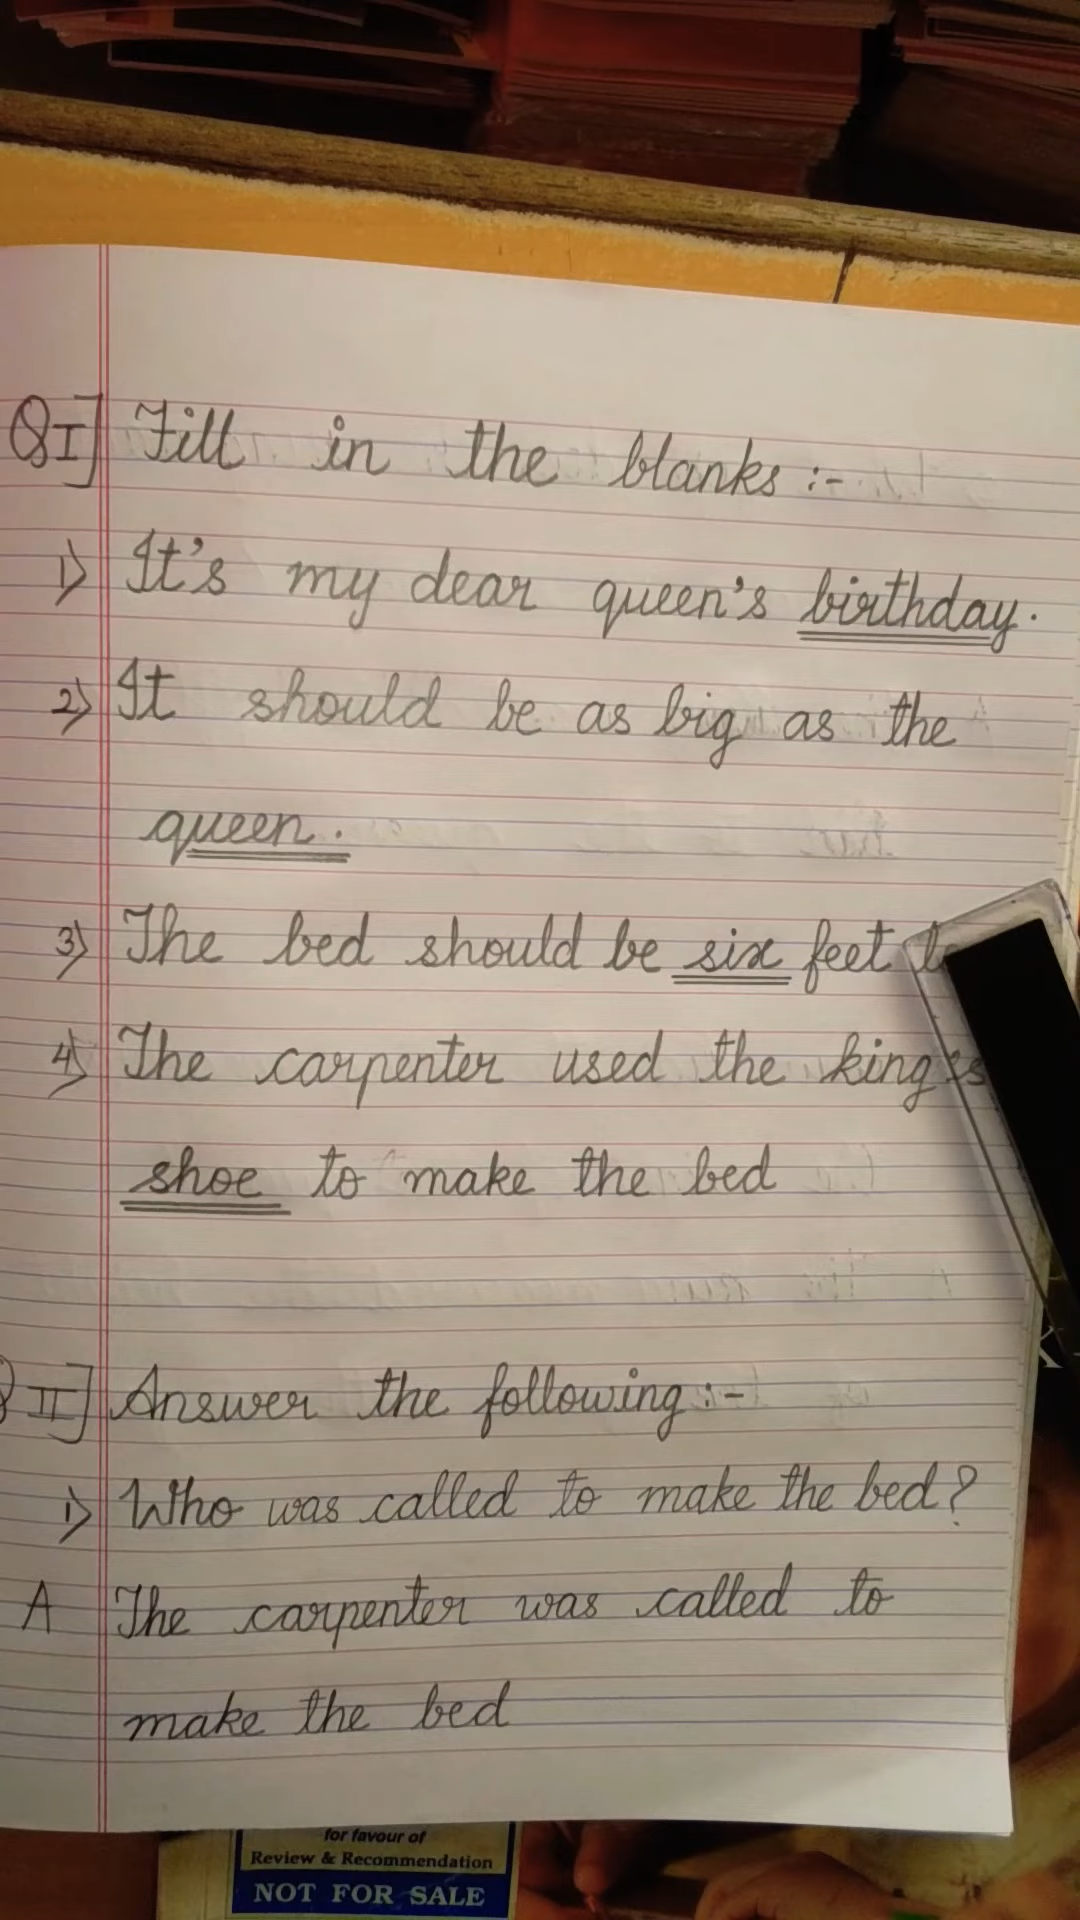 QI] Fill in the blanks :-
1) It's my dear queen's birthday.
2) It should be as big as the
queen.
3) The bed should be six feet
4) The carpenter used the king's
shoe to make the bed
QII] Answer the following :-
1) Who was called to make the bed?
A The carpenter was called to
make the bed
for favour of
Review & Recommendation
NOT FOR SALE